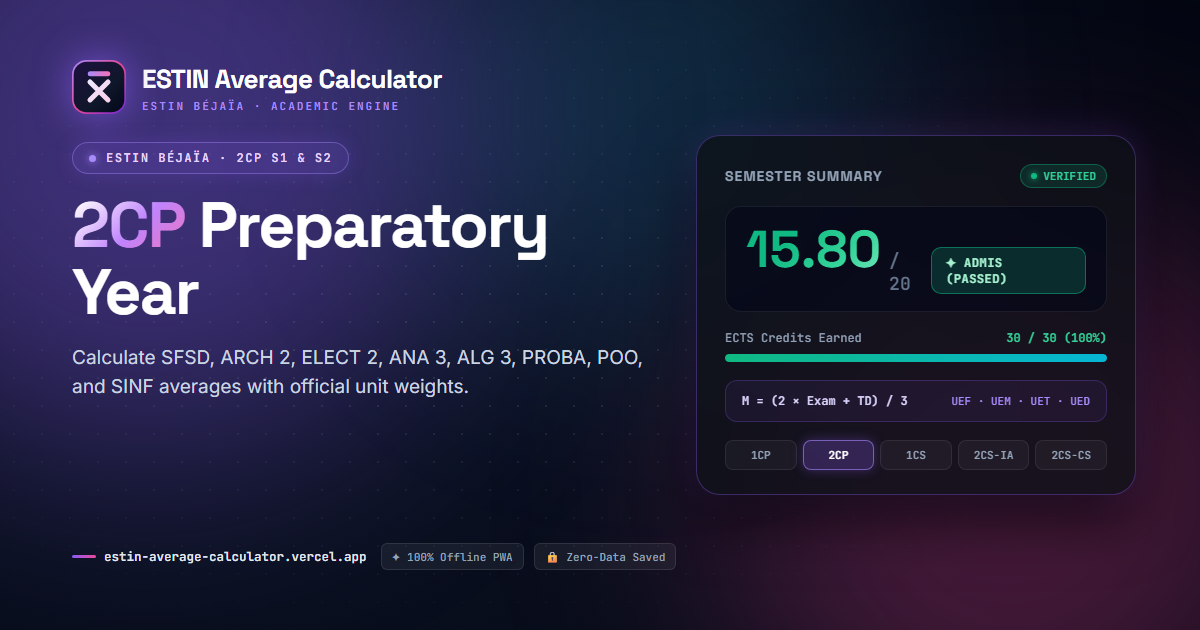 ESTIN Average Calculator
ESTIN BÉJAÏA · ACADEMIC ENGINE
ESTIN BÉJAÏA · 2CP S1 & S2
2CP Preparatory
Year
Calculate SFSD, ARCH 2, ELECT 2, ANA 3, ALG 3, PROBA, POO,
and SINF averages with official unit weights.
estin-average-calculator.vercel.app
✦ 100% Offline PWA
🔒 Zero-Data Saved
SEMESTER SUMMARY
VERIFIED
15.80 / 20
✦ ADMIS
(PASSED)
ECTS Credits Earned
30 / 30 (100%)
M = (2 × Exam + TD) / 3
UEF · UEM · UET · UED
1CP
2CP
1CS
2CS-IA
2CS-CS